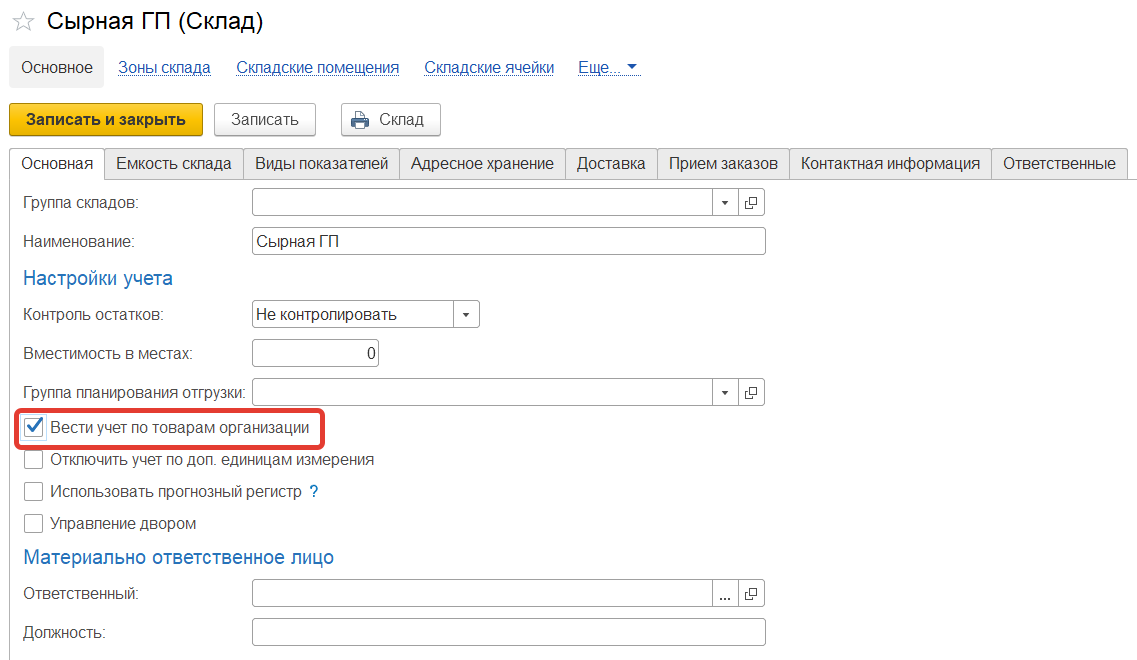 Сырная ГП (Склад)
Основное Зоны склада Складские помещения Складские ячейки Еще...
Записать и закрыть Записать Склад
Основная Емкость склада Виды показателей Адресное хранение Доставка Прием заказов Контактная информация Ответственные
Группа складов:
Наименование: Сырная ГП
Настройки учета
Контроль остатков: Не контролировать
Вместимость в местах: 0
Группа планирования отгрузки:
Вести учет по товарам организации
Отключить учет по доп. единицам измерения
Использовать прогнозный регистр ?
Управление двором
Материально ответственное лицо
Ответственный: ...
Должность: